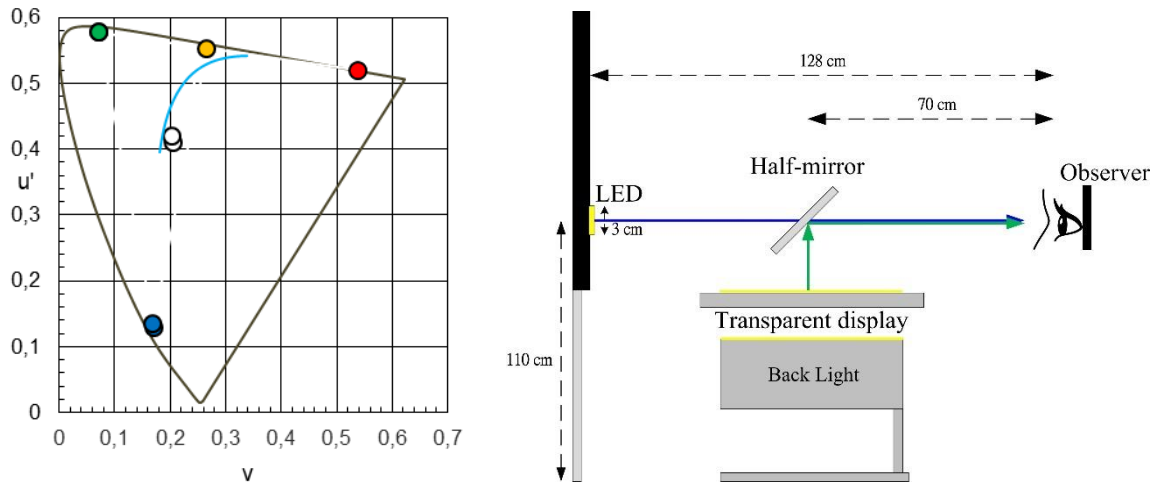 0,6
0,5
0,4
u'
0,3
0,2
0,1
0
0 0,1 0,2 0,3 0,4 0,5 0,6 0,7
v
128 cm
70 cm
Half-mirror
Observer
LED
3 cm
Transparent display
110 cm
Back Light